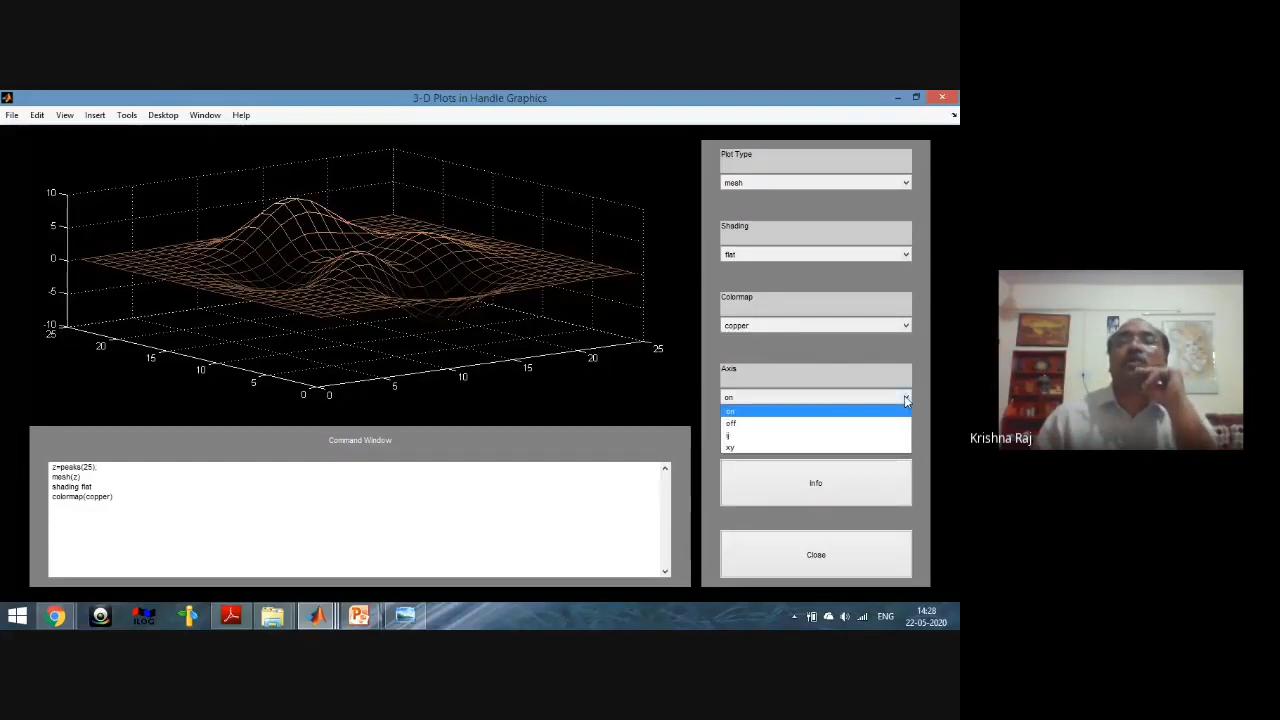 3-D Plots in Handle Graphics
File Edit View Insert Tools Desktop Window Help
10
5
0
-5
-10
25
20
15
10
5
0
0
5
10
15
20
25
Plot Type
mesh
Shading
flat
Colormap
copper
Axis
on
on
off
ij
xy
Info
Close
Command Window
z=peaks(25);
mesh(z)
shading flat
colormap(copper)
Krishna Raj
ILOG
ENG
14:28
22-05-2020